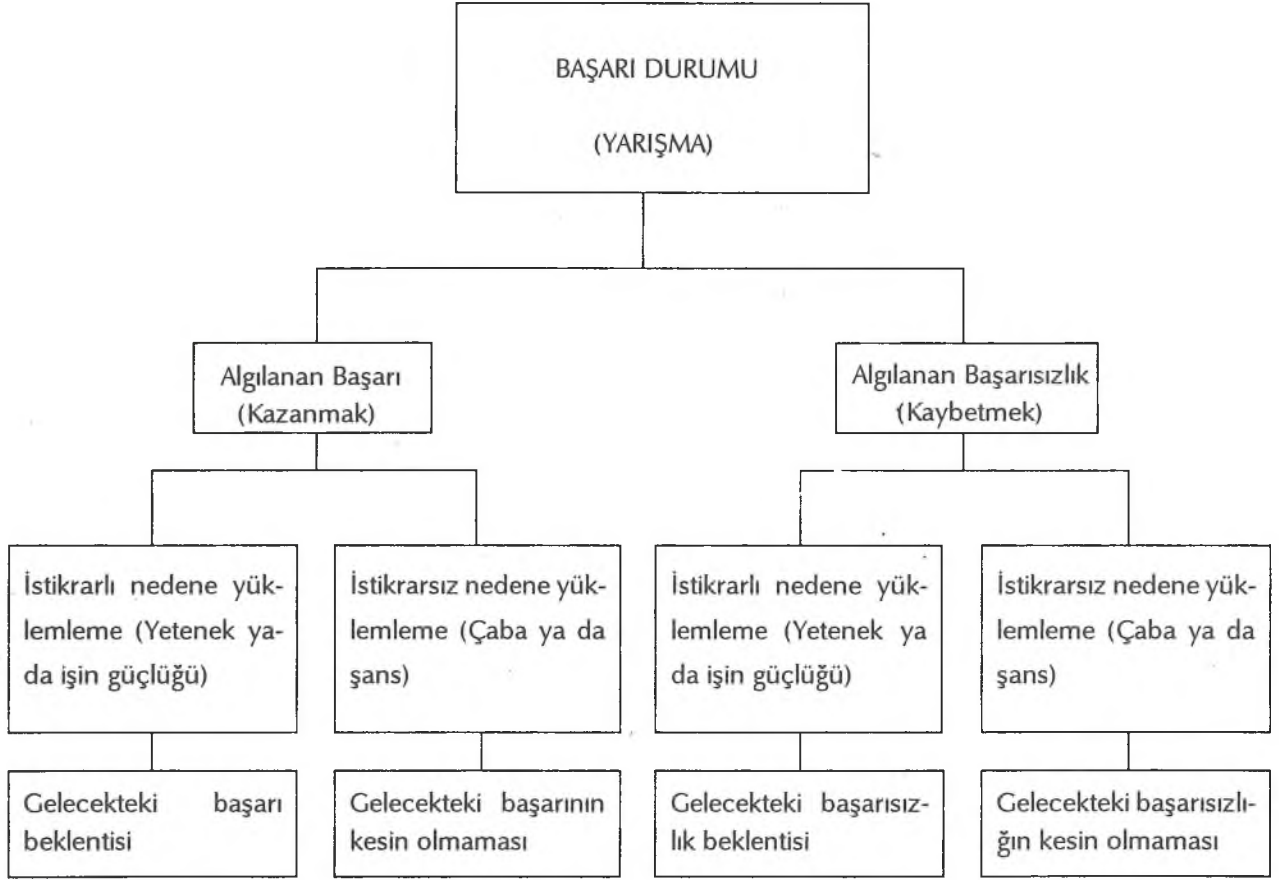 BAŞARI DURUMU
(YARIŞMA)
Algılanan Başarı
(Kazanmak)
Algılanan Başarısızlık
(Kaybetmek)
İstikrarlı nedene yük-
lemleme (Yetenek ya-
da işin güçlüğü)
İstikrarsız nedene yük-
lemleme (Çaba ya da
şans)
İstikrarlı nedene yük-
lemleme (Yetenek ya
da işin güçlüğü)
İstikrarsız nedene yük-
lemleme (Çaba ya da
şans)
Gelecekteki başarı
beklentisi
Gelecekteki başarının
kesin olmaması
Gelecekteki başarısız-
lık beklentisi
Gelecekteki başarısızlı-
ğın kesin olmaması